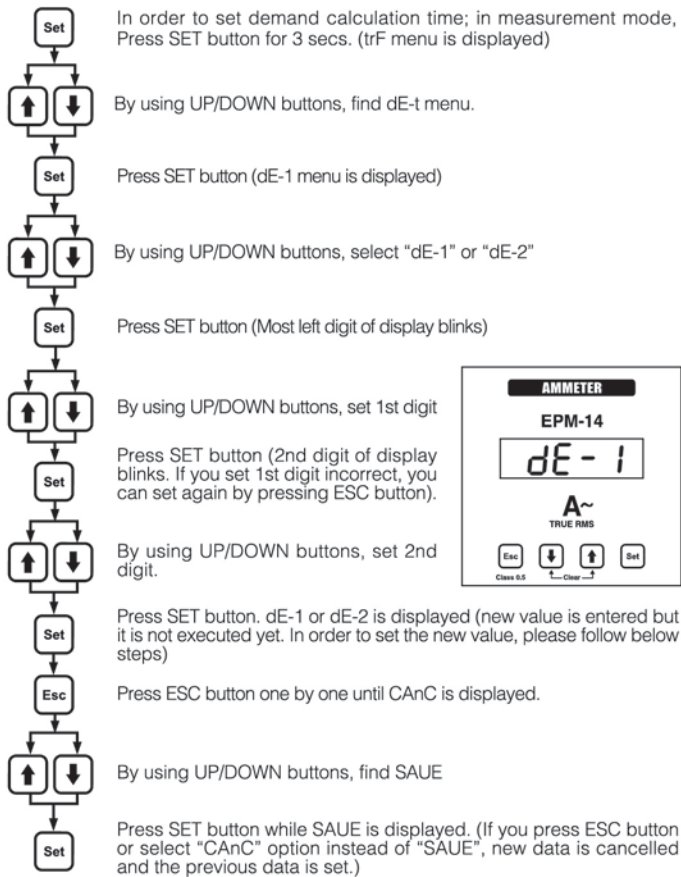 Set
In order to set demand calculation time; in measurement mode,
Press SET button for 3 secs. (trF menu is displayed)
By using UP/DOWN buttons, find dE-t menu.
Set
Press SET button (dE-1 menu is displayed)
By using UP/DOWN buttons, select “dE-1” or “dE-2”
Set
Press SET button (Most left digit of display blinks)
By using UP/DOWN buttons, set 1st digit
Set
Press SET button (2nd digit of display
blinks. If you set 1st digit incorrect, you
can set again by pressing ESC button).
By using UP/DOWN buttons, set 2nd
digit.
AMMETER
EPM-14
dE-1
A~
TRUE RMS
Esc
Set
Class 0.5
Clear
Set
Press SET button. dE-1 or dE-2 is displayed (new value is entered but
it is not executed yet. In order to set the new value, please follow below
steps)
Esc
Press ESC button one by one until CAnC is displayed.
By using UP/DOWN buttons, find SAUE
Set
Press SET button while SAUE is displayed. (If you press ESC button
or select “CAnC” option instead of “SAUE”, new data is cancelled
and the previous data is set.)